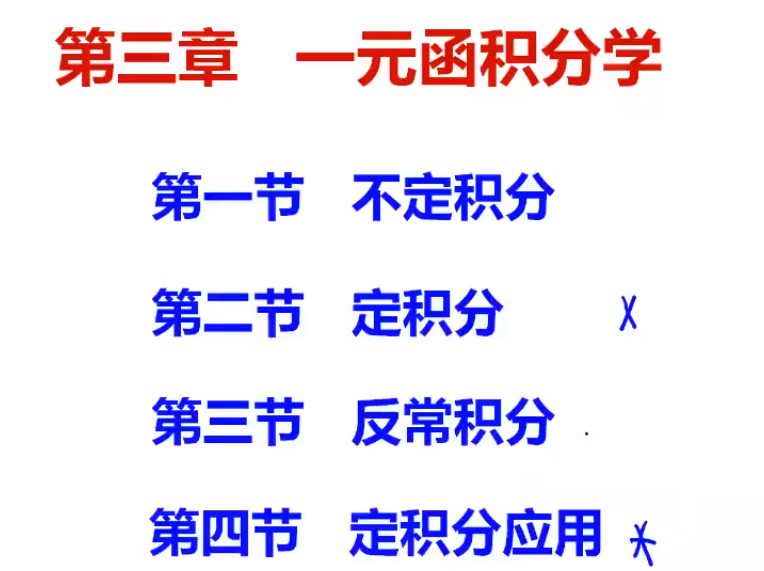 第三章 一元函积分学
第一节 不定积分
第二节 定积分
第三节 反常积分
第四节 定积分应用